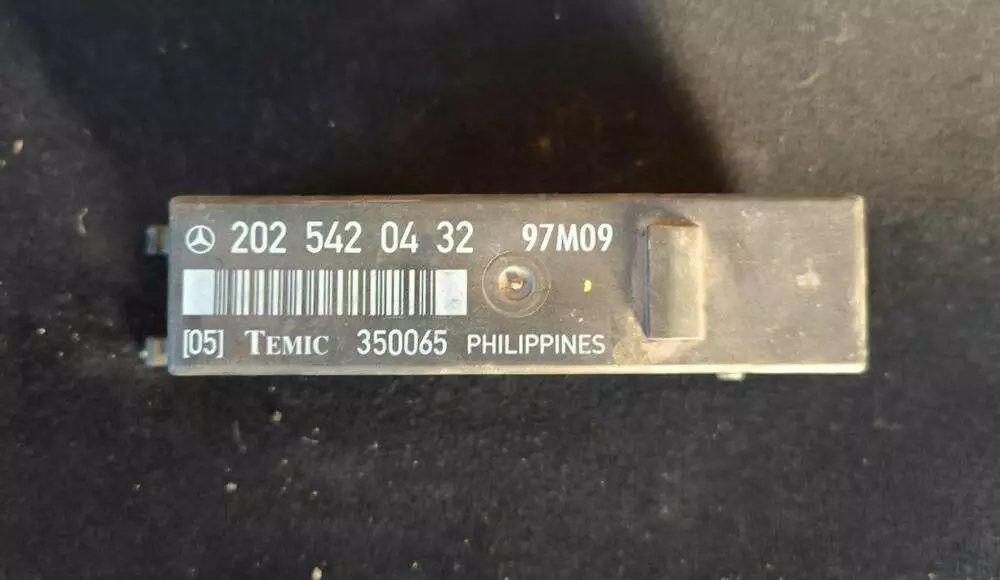 202 542 04 32 97M09
[05] TEMIC 350065 PHILIPPINES